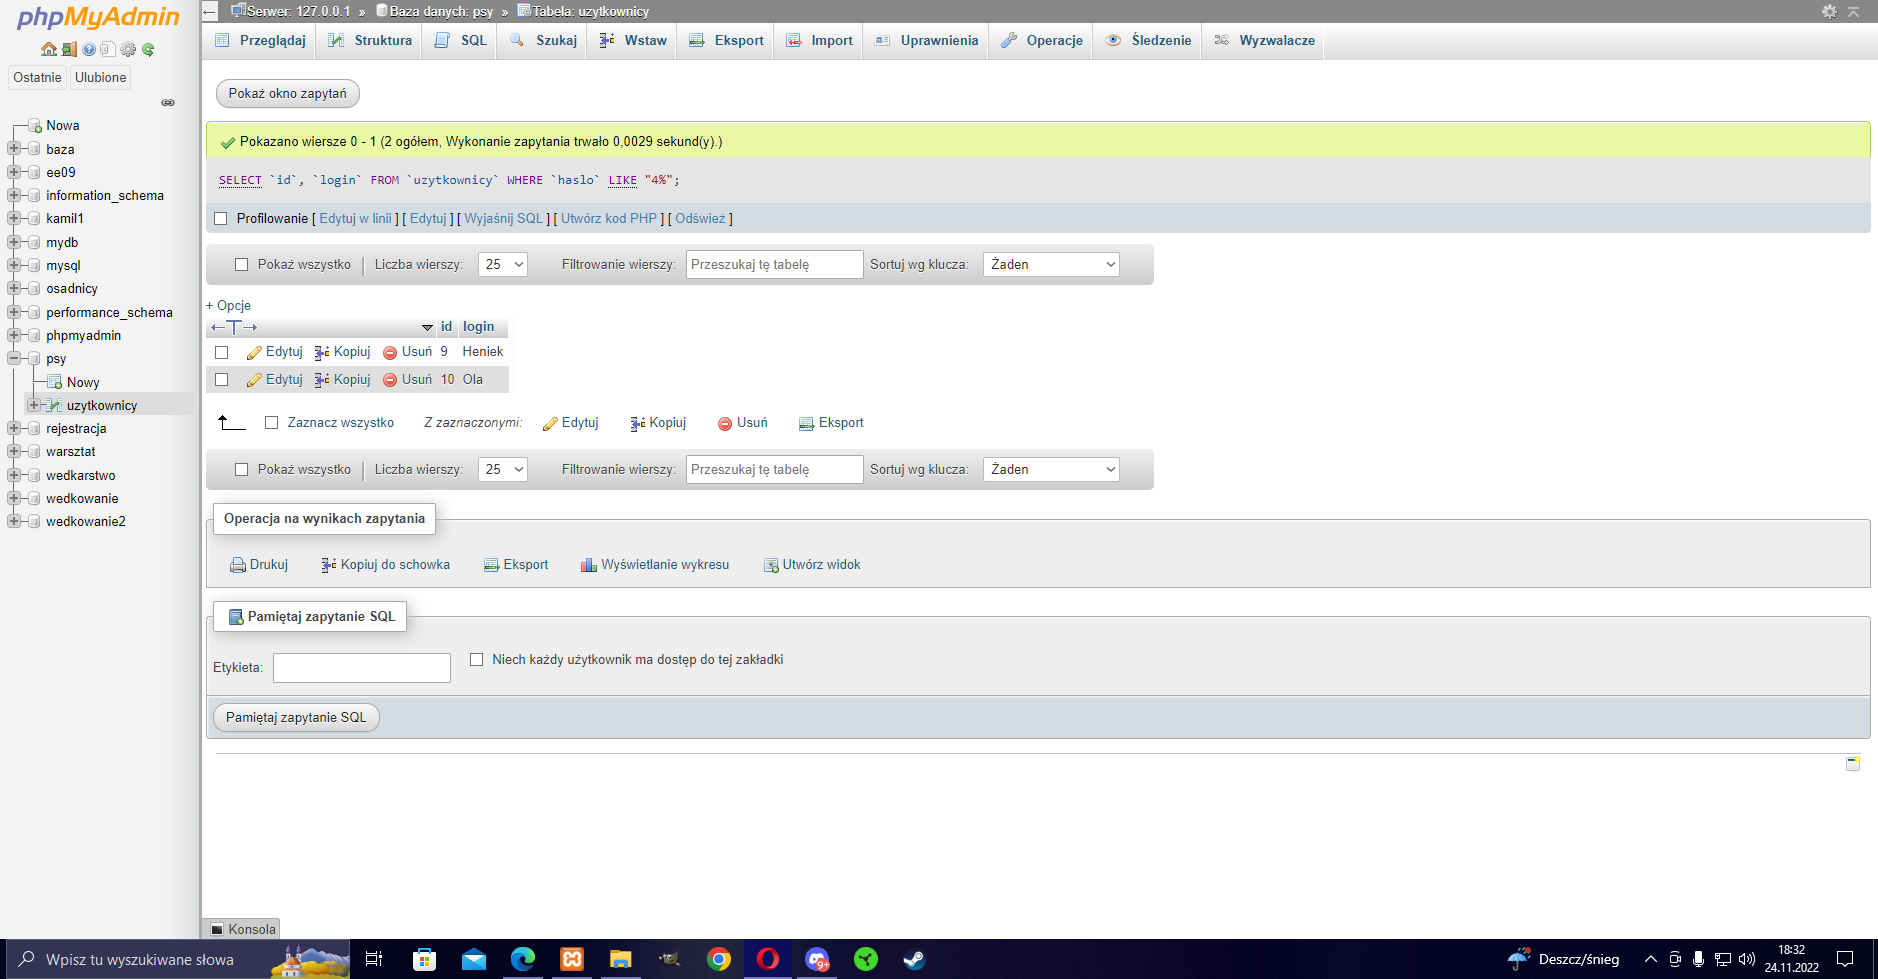 phpMyAdmin
Ostatnie Ulubione
Nowa
baza
ee09
information_schema
kamil1
mydb
mysql
osadnicy
performance_schema
phpmyadmin
psy
Nowy
uzytkownicy
rejestracja
warsztat
wedkarstwo
wedkowanie
wedkowanie2
Serwer: 127.0.0.1 » Baza danych: psy » Tabela: uzytkownicy
Przeglądaj Struktura SQL Szukaj Wstaw Eksport Import Uprawnienia Operacje Śledzenie Wyzwalacze
Pokaż okno zapytań
Pokazano wiersze 0 - 1 (2 ogółem, Wykonanie zapytania trwało 0,0029 sekund(y).)
SELECT `id`, `login` FROM `uzytkownicy` WHERE `haslo` LIKE "4%";
Profilowanie [ Edytuj w linii ] [ Edytuj ] [ Wyjaśnij SQL ] [ Utwórz kod PHP ] [ Odśwież ]
Pokaż wszystko | Liczba wierszy: 25 Filtrowanie wierszy: Przeszukaj tę tabelę Sortuj wg klucza: Żaden
+ Opcje
←T→ id login
Edytuj Kopiuj Usuń 9 Heniek
Edytuj Kopiuj Usuń 10 Ola
Zaznacz wszystko Z zaznaczonymi: Edytuj Kopiuj Usuń Eksport
Pokaż wszystko | Liczba wierszy: 25 Filtrowanie wierszy: Przeszukaj tę tabelę Sortuj wg klucza: Żaden
Operacja na wynikach zapytania
Drukuj Kopiuj do schowka Eksport Wyświetlanie wykresu Utwórz widok
Pamiętaj zapytanie SQL
Etykieta: Niech każdy użytkownik ma dostęp do tej zakładki
Pamiętaj zapytanie SQL
Konsola
Wpisz tu wyszukiwane słowa
9+
Deszcz/śnieg
18:32
24.11.2022